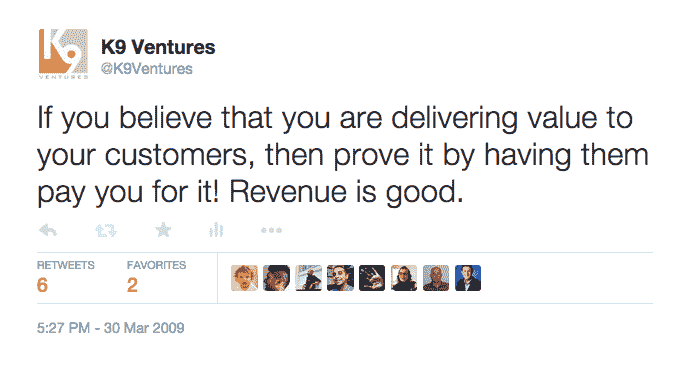 K9
VENTURES
K9 Ventures
@K9Ventures
If you believe that you are delivering value to
your customers, then prove it by having them
pay you for it! Revenue is good.
RETWEETS FAVORITES
6 2
5:27 PM - 30 Mar 2009